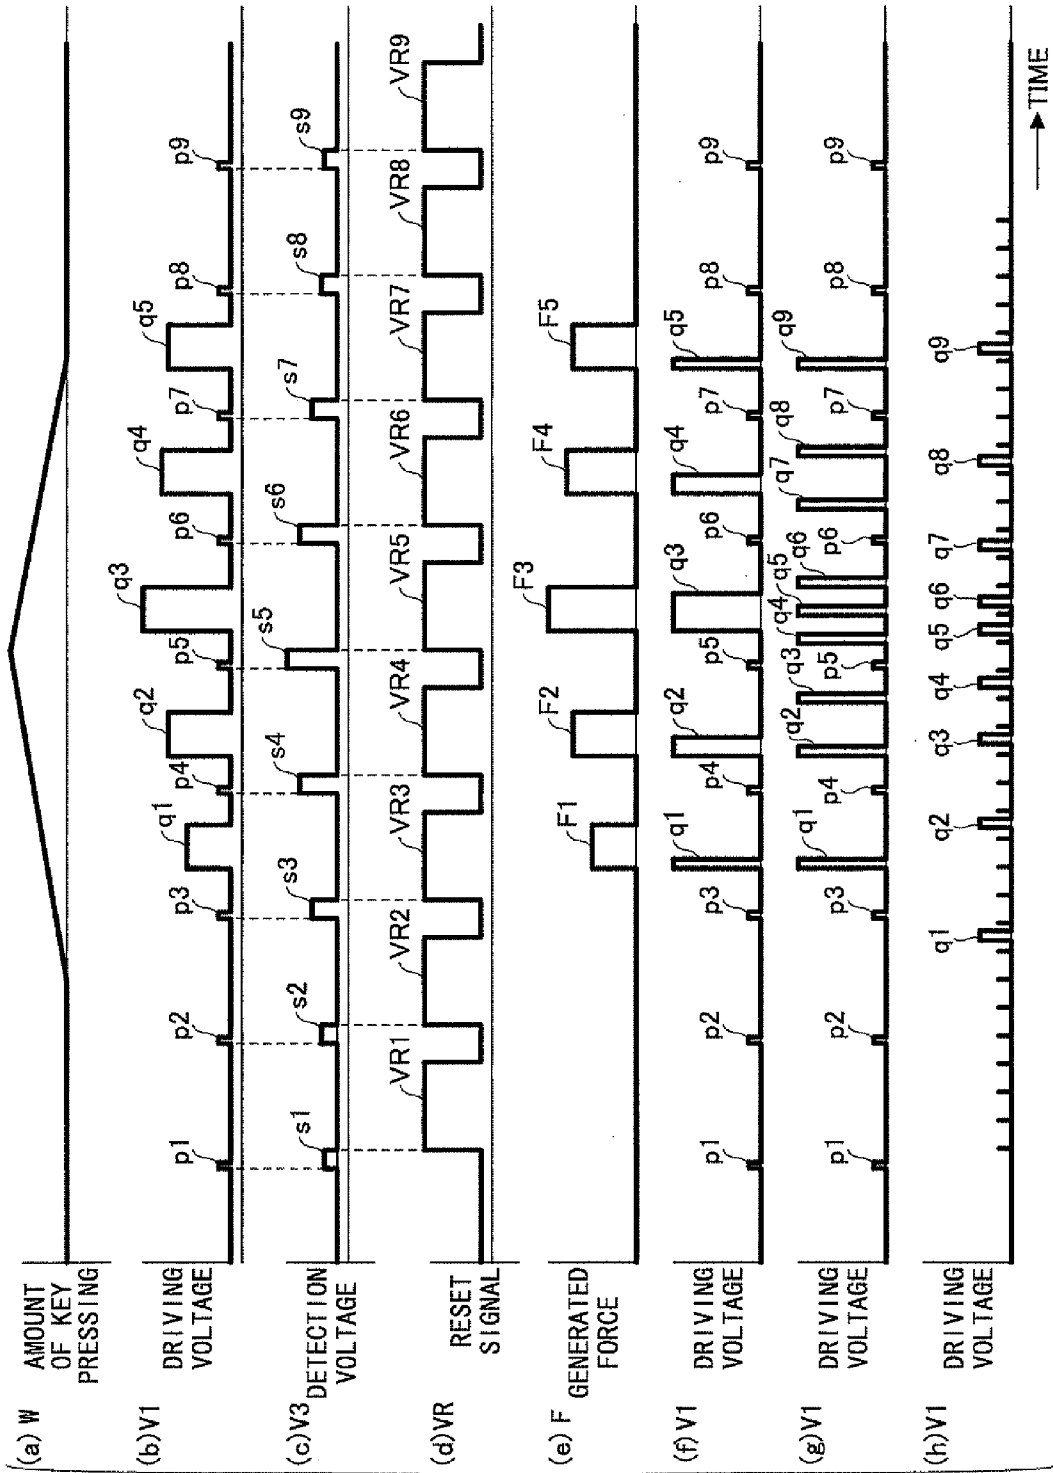 (a) W AMOUNT OF KEY PRESSING
(b)V1 DRIVING VOLTAGE
p1 p2 p3 q1 p4 q2 p5 q3 p6 q4 p7 q5 p8 p9
(c)V3 DETECTION VOLTAGE
s1 s2 s3 s4 s5 s6 s7 s8 s9
(d)VR RESET SIGNAL
VR1 VR2 VR3 VR4 VR5 VR6 VR7 VR8 VR9
(e) F GENERATED FORCE
F1 F2 F3 F4 F5
(f)V1 DRIVING VOLTAGE
p1 p2 p3 q1 p4 q2 p5 q3 p6 q4 p7 q5 p8 p9
(g)V1 DRIVING VOLTAGE
p1 p2 p3 q1 p4 q2 q3 p5 q4 q5 q6 p6 q7 q8 p7 q9 p8 p9
(h)V1 DRIVING VOLTAGE
q1 q2 q3 q4 q5 q6 q7 q8 q9
TIME